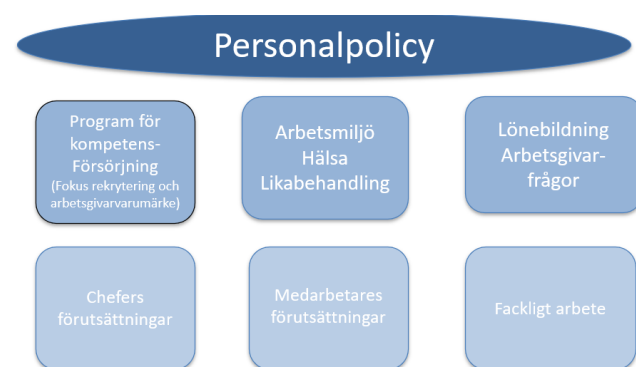 Personalpolicy
Program för
kompetens-
Försörjning
(Fokus rekrytering och
arbetsgivarvarumärke)
Arbetsmiljö
Hälsa
Likabehandling
Lönebildning
Arbetsgivar-
frågor
Chefers
förutsättningar
Medarbetares
förutsättningar
Fackligt arbete